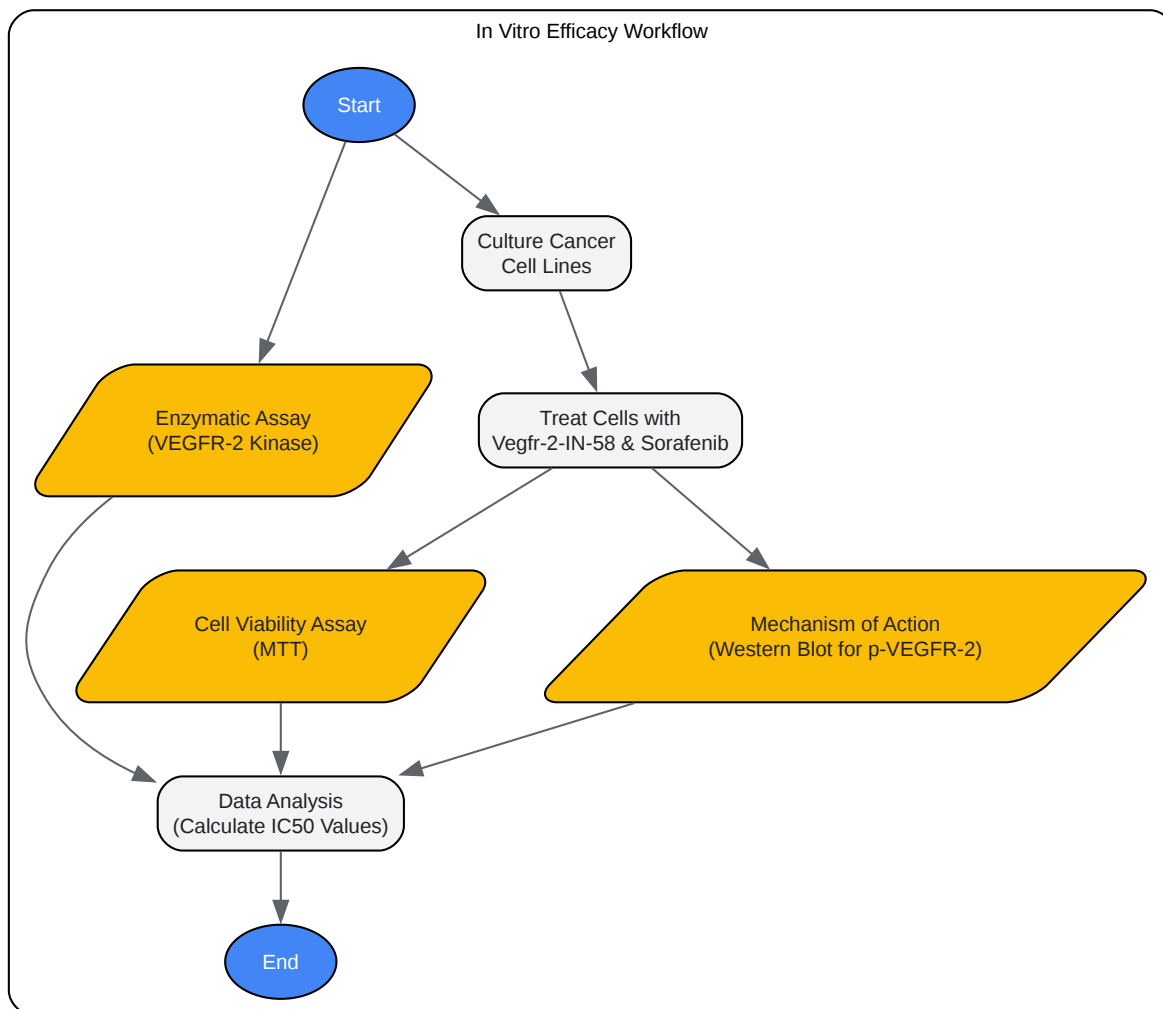 In Vitro Efficacy Workflow
Start
Culture Cancer
Cell Lines
Enzymatic Assay
(VEGFR-2 Kinase)
Treat Cells with
Vegfr-2-IN-58 & Sorafenib
Cell Viability Assay
(MTT)
Mechanism of Action
(Western Blot for p-VEGFR-2)
Data Analysis
(Calculate IC50 Values)
End